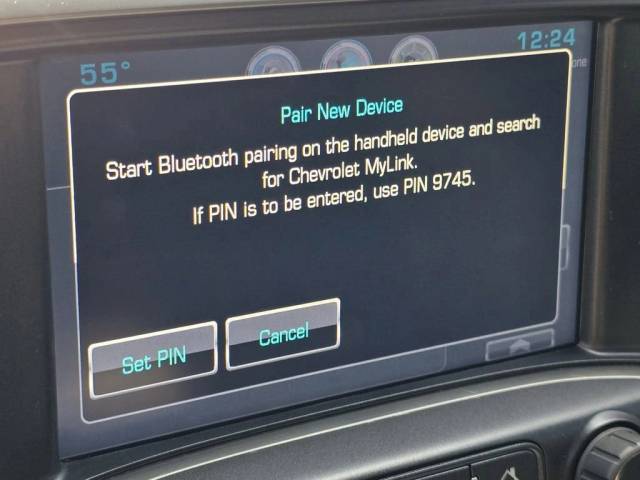 55°
12:24
one
Pair New Device
Start Bluetooth pairing on the handheld device and search
for Chevrolet MyLink.
If PIN is to be entered, use PIN 9745.
Set PIN
Cancel